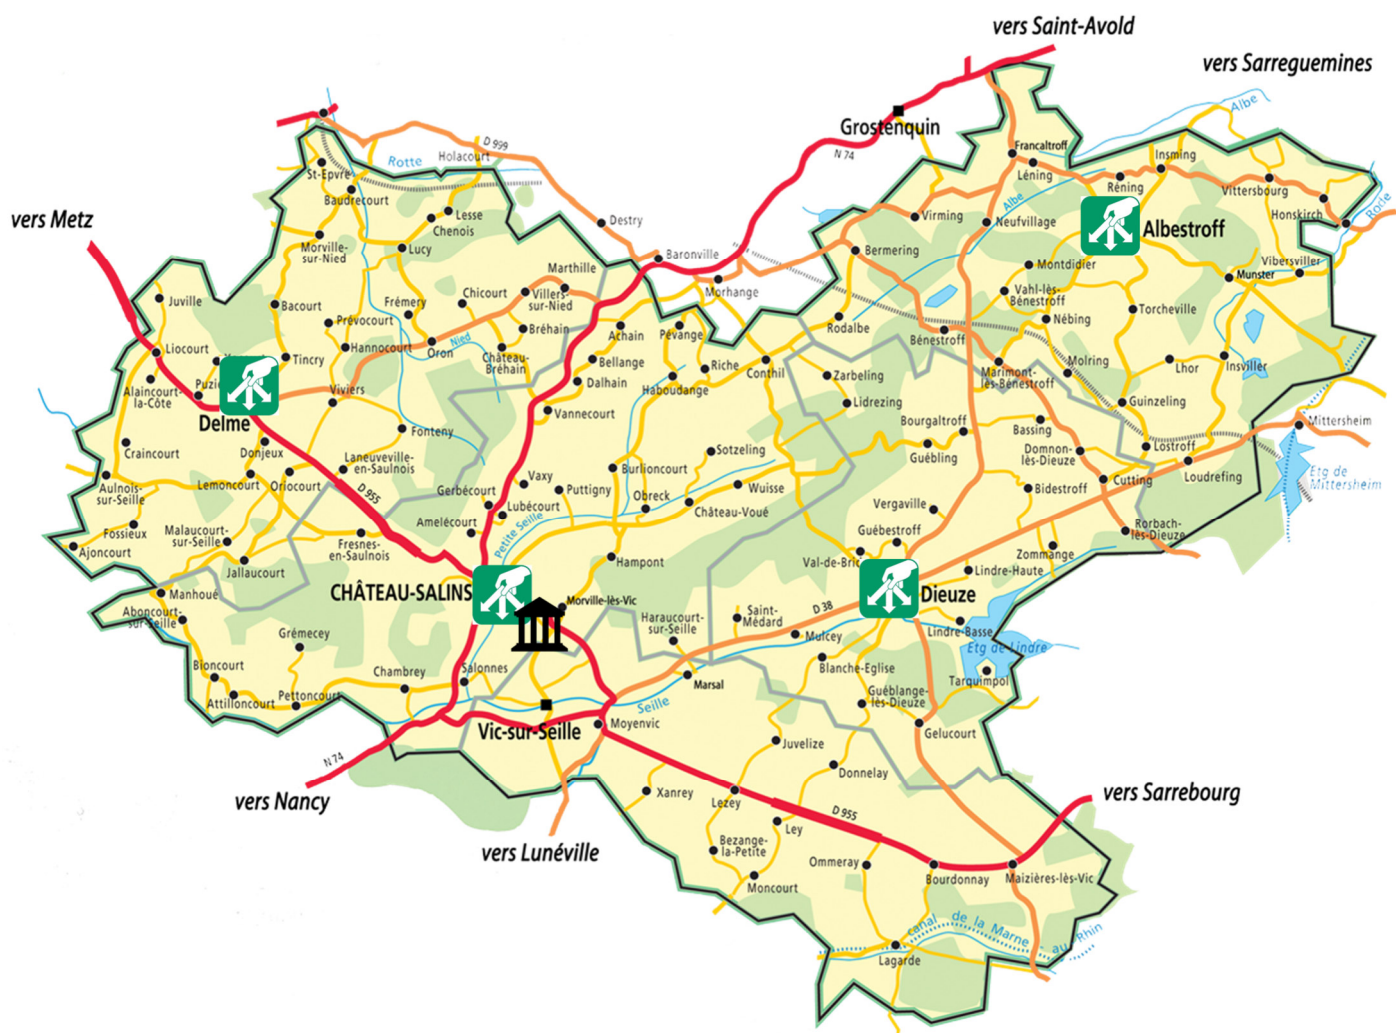 vers Saint-Avold
vers Sarreguemines
Albe
Grostenquin
N 74
D 999
Holacourt
Rotte
St-Epvre
Baudrecourt
Francaltroff
Léning
Insming
Réning
Vittersbourg
Honskirch
Rode
Albe
vers Metz
Lesse
Chenois
Destry
Virming
Neufvillage
Albestroff
Morville-
sur-Nied
Lucy
Baronville
Bermering
Montdidier
Vibersviller
Munster
Marthille
Morhange
Juville
Bacourt
Frémery
Chicourt
Villers-
sur-Nied
Vahl-lès-
Bénestroff
Torcheville
Prévocourt
Bréhain
Achain
Pévange
Rodalbe
Nébing
Bénestroff
Liocourt
Tincry
Hannocourt
Oron
Nied
Château-
Bréhain
Bellange
Riche
Conthil
Zarbeling
Marimont-
lès-Bénestroff
Molring
Lhor
Insviller
Alaincourt-
la-Côte
Puzi
Viviers
Dalhain
Haboudange
Lidrezing
Guinzeling
Delme
Vannecourt
Bourgaltroff
Bassing
Mittersheim
Fonteny
Craincourt
Donjeux
Sotzeling
Guébling
Domnon-
lès-Dieuze
Lostroff
Loudrefing
Etg de
Mittersheim
Laneuveville-
en-Saulnois
Burlioncourt
Aulnois-
sur-Seille
Lemoncourt
Oriocourt
D 955
Gerbécourt
Vaxy
Puttigny
Obreck
Wuisse
Bidestroff
Cutting
Lubécourt
Château-Voué
Vergaville
Amelécourt
Petite Seille
Fossieux
Malaucourt-
sur-Seille
Fresnes-
en-Saulnois
Guébestroff
Rorbach-
lès-Dieuze
Ajoncourt
Jallaucourt
Hampont
Val-de-Bri
Zommange
Lindre-Haute
Manhoué
CHÂTEAU-SALINS
Dieuze
Morville-lès-Vic
Aboncourt-
sur-Seille
Haraucourt-
sur-Seille
Saint-
Médard
D 38
Mulcey
Lindre-Basse
Etg de Lindre
Grémecey
Bioncourt
Chambrey
Salonnes
Blanche-Eglise
Tarquimpol
Attilloncourt
Pettoncourt
Marsal
Guéblange-
lès-Dieuze
Seille
Vic-sur-Seille
Moyenvic
Gelucourt
Juvelize
N 74
Donnelay
vers Nancy
Xanrey
Lezey
D 955
vers Sarrebourg
Ley
vers Lunéville
Bezange-
la-Petite
Ommeray
Moncourt
Bourdonnay
Maizières-lès-Vic
canal de la Marne - au Rhin
Lagarde